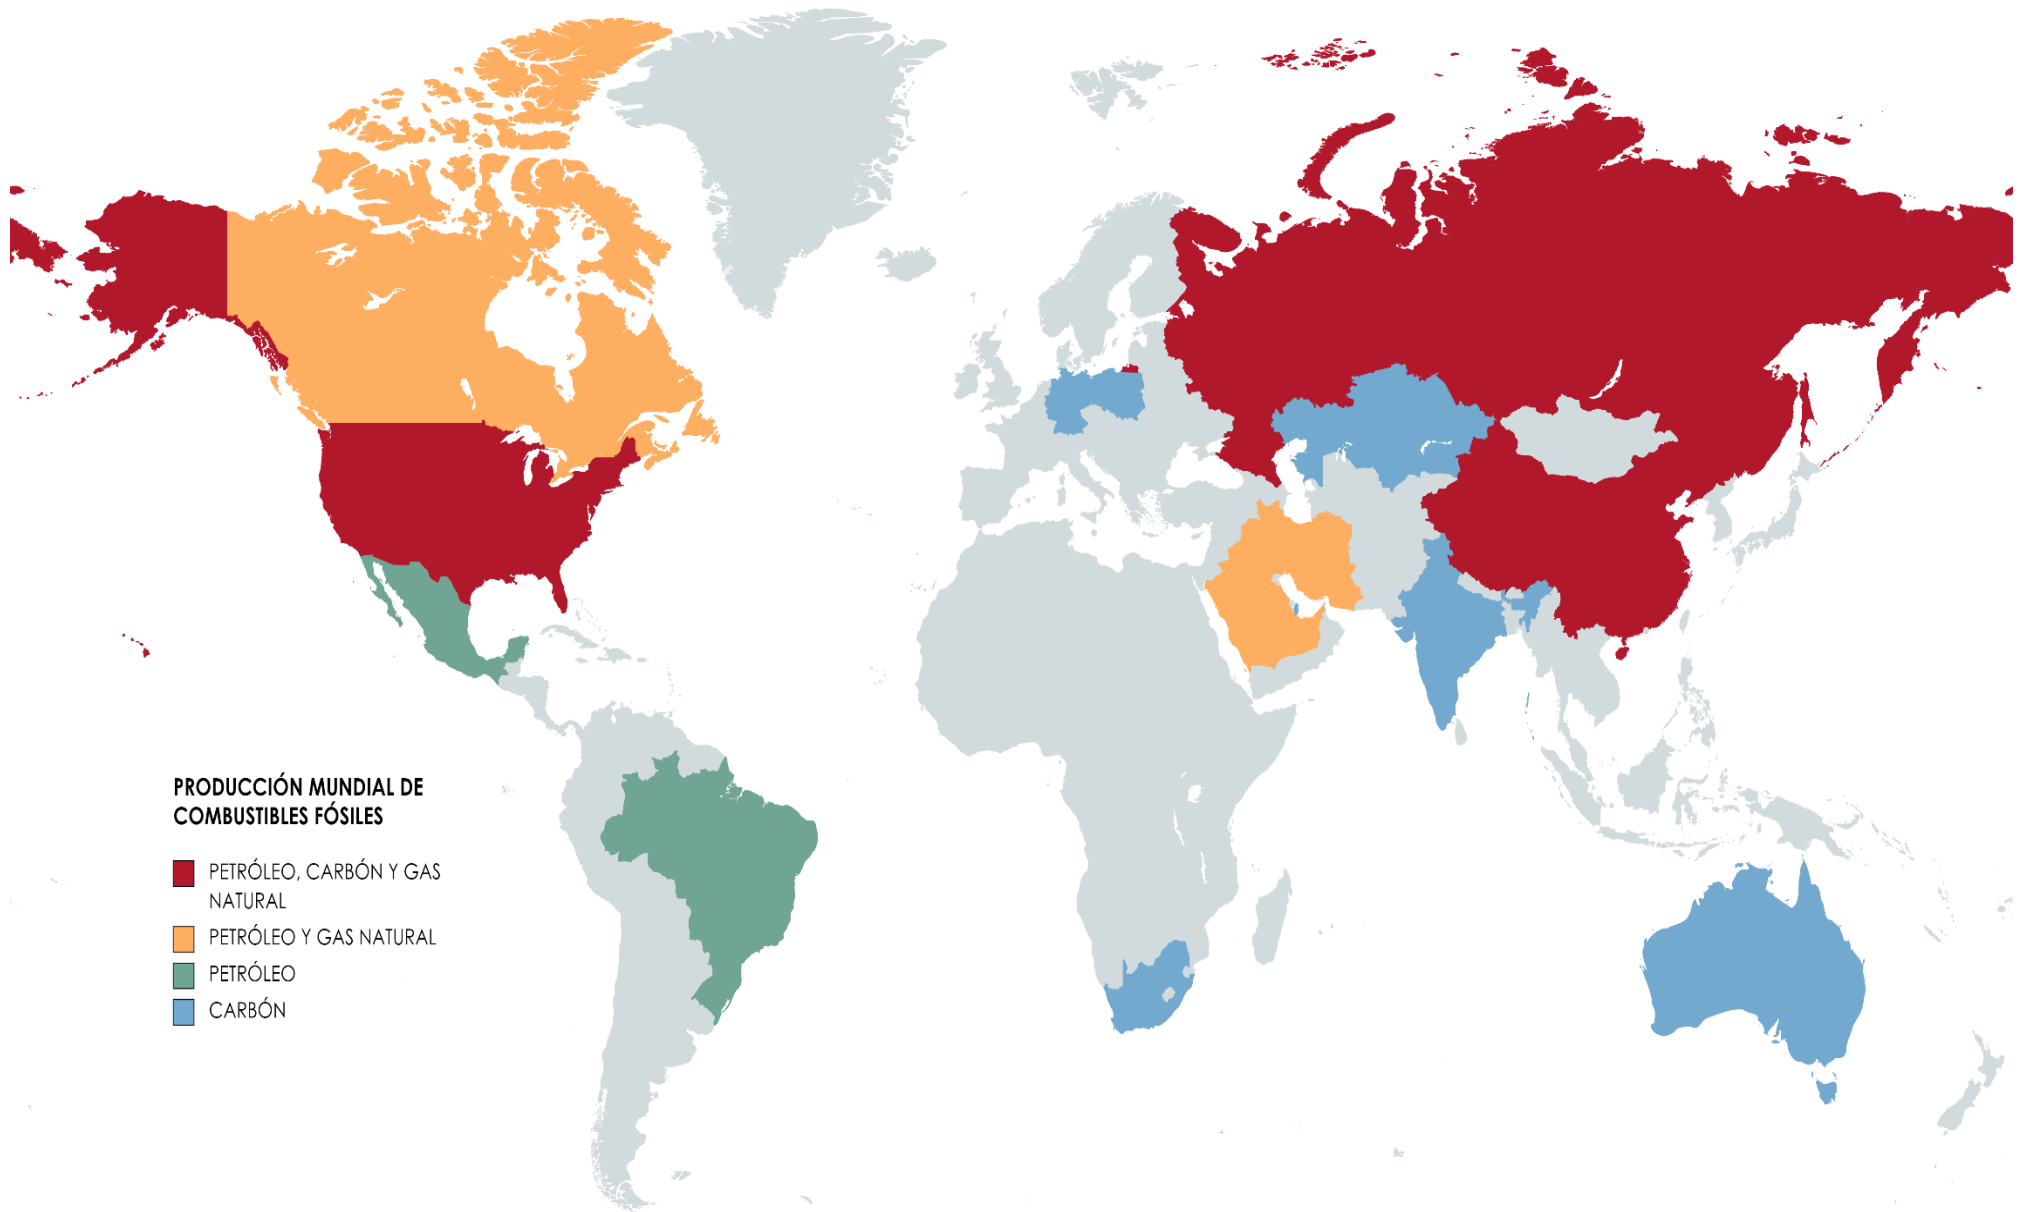 PRODUCCIÓN MUNDIAL DE
COMBUSTIBLES FÓSILES
PETRÓLEO, CARBÓN Y GAS
NATURAL
PETRÓLEO Y GAS NATURAL
PETRÓLEO
CARBÓN